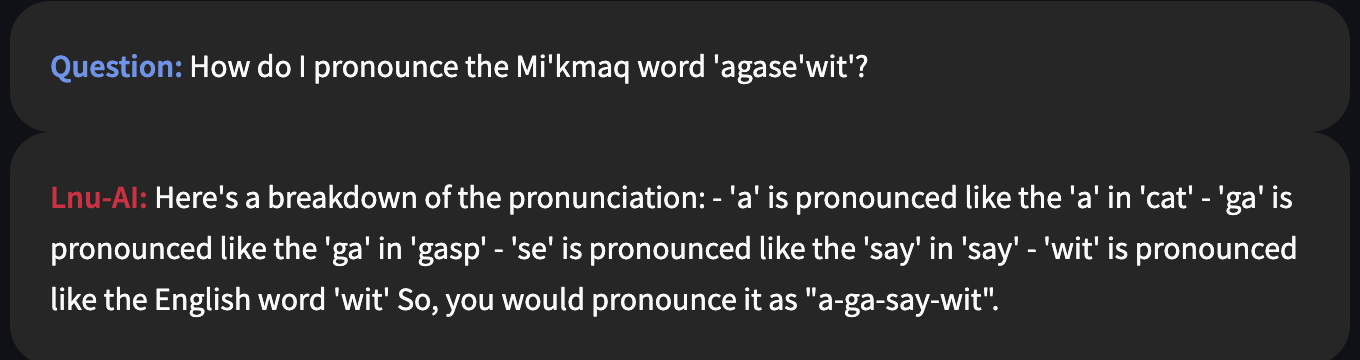 Question: How do I pronounce the Mi'kmaq word 'agase'wit'?
Lnu-AI: Here's a breakdown of the pronunciation: - 'a' is pronounced like the 'a' in 'cat' - 'ga' is
pronounced like the 'ga' in 'gasp' - 'se' is pronounced like the 'say' in 'say' - 'wit' is pronounced
like the English word 'wit' So, you would pronounce it as "a-ga-say-wit".